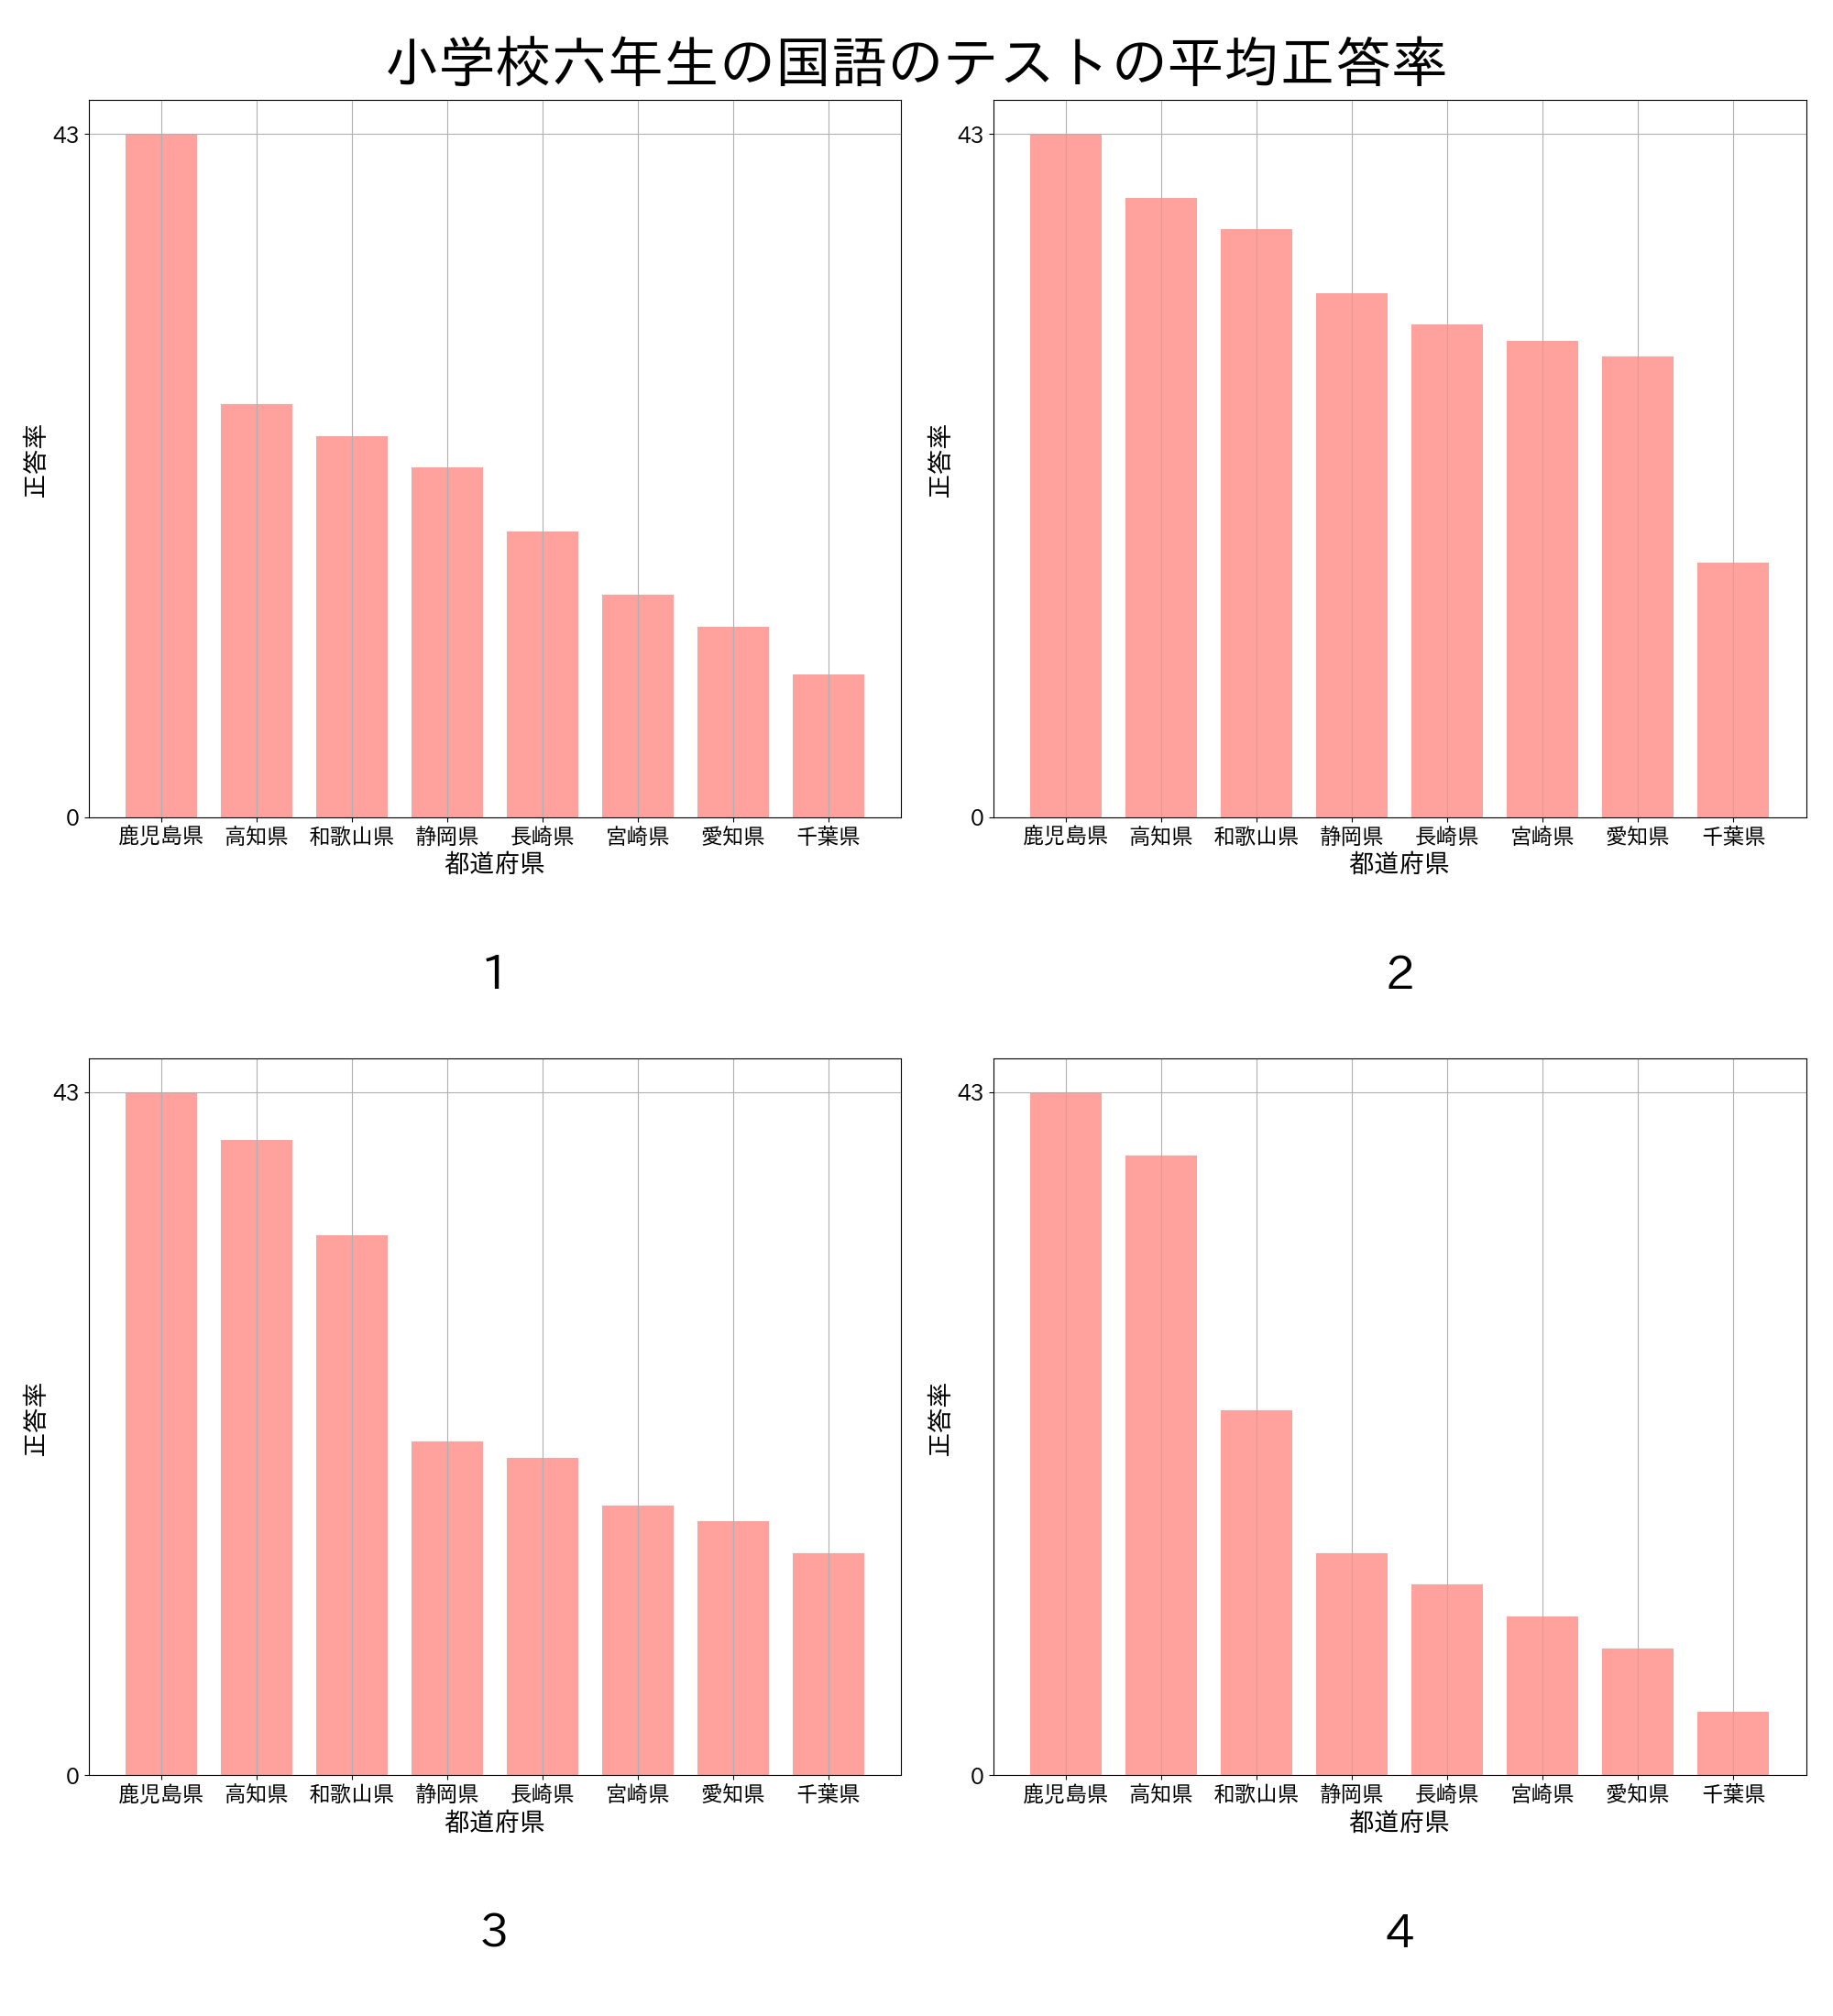 小学校六年生の国語のテストの平均正答率
43
0
正答率
鹿児島県 高知県 和歌山県 静岡県 長崎県 宮崎県 愛知県 千葉県
都道府県
1
43
0
正答率
鹿児島県 高知県 和歌山県 静岡県 長崎県 宮崎県 愛知県 千葉県
都道府県
2
43
0
正答率
鹿児島県 高知県 和歌山県 静岡県 長崎県 宮崎県 愛知県 千葉県
都道府県
3
43
0
正答率
鹿児島県 高知県 和歌山県 静岡県 長崎県 宮崎県 愛知県 千葉県
都道府県
4